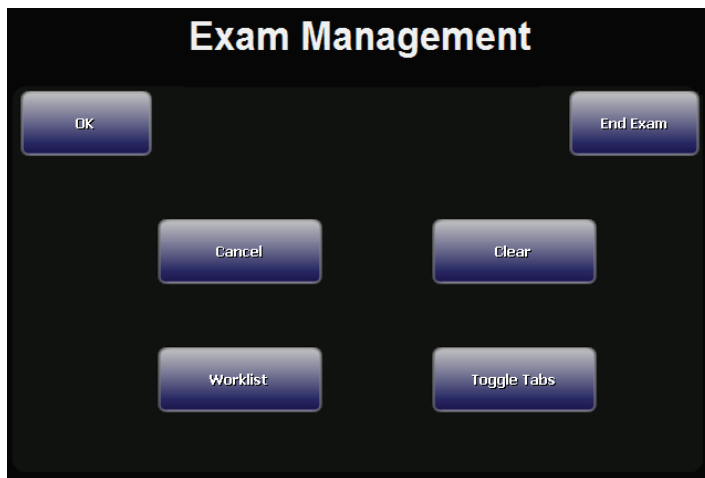 Exam Management
OK
End Exam
Cancel
Clear
Worklist
Toggle Tabs